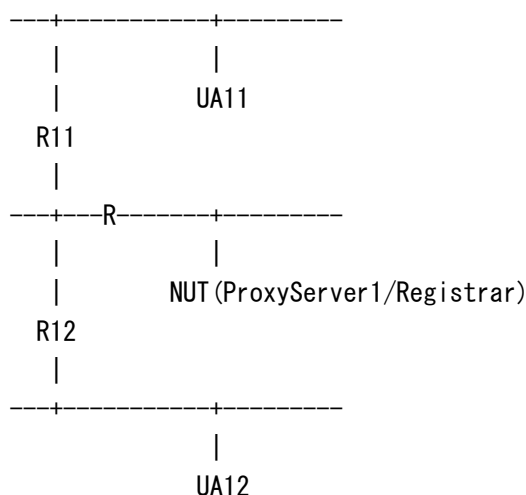 ---+-----------+---------
|           |
|          UA11
R11
|
---+---R-------+---------
|           |
|        NUT(ProxyServer1/Registrar)
R12
|
---+-----------+---------
|
UA12